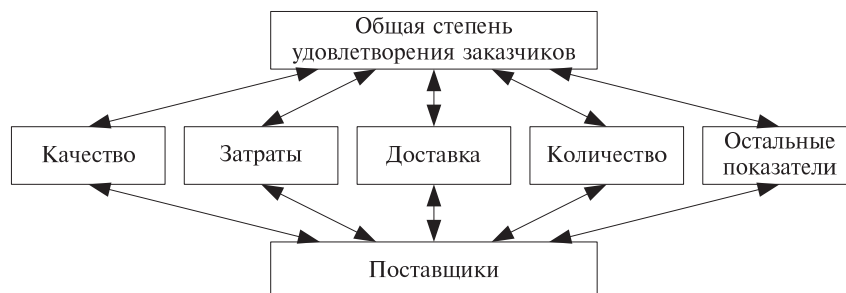 Общая степень
удовлетворения заказчиков
Качество
Затраты
Доставка
Количество
Остальные
показатели
Поставщики